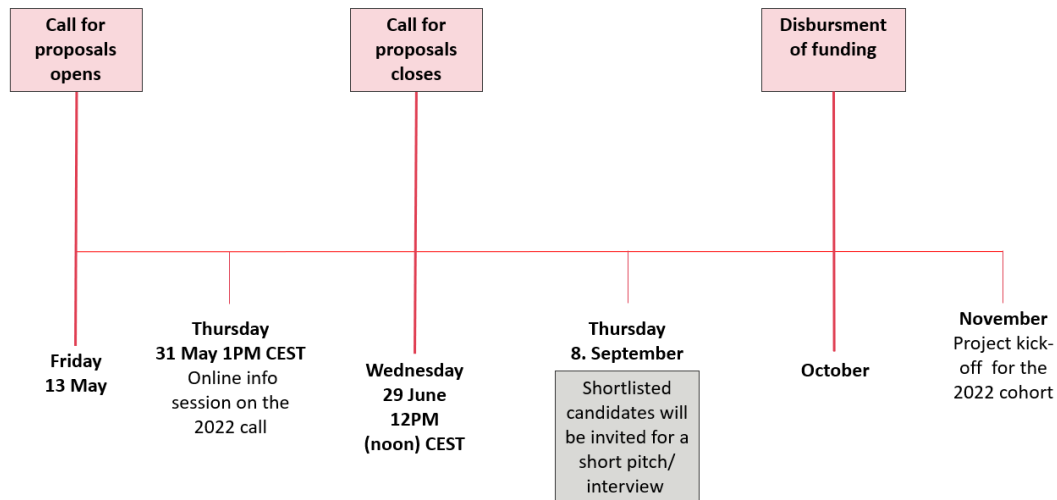 Call for
proposals
opens
Call for
proposals
closes
Disbursment
of funding
Friday
13 May
Thursday
31 May 1PM CEST
Online info
session on the
2022 call
Wednesday
29 June
12PM
(noon) CEST
Thursday
8. September
Shortlisted
candidates will
be invited for a
short pitch/
interview
October
November
Project kick-
off for the
2022 cohort